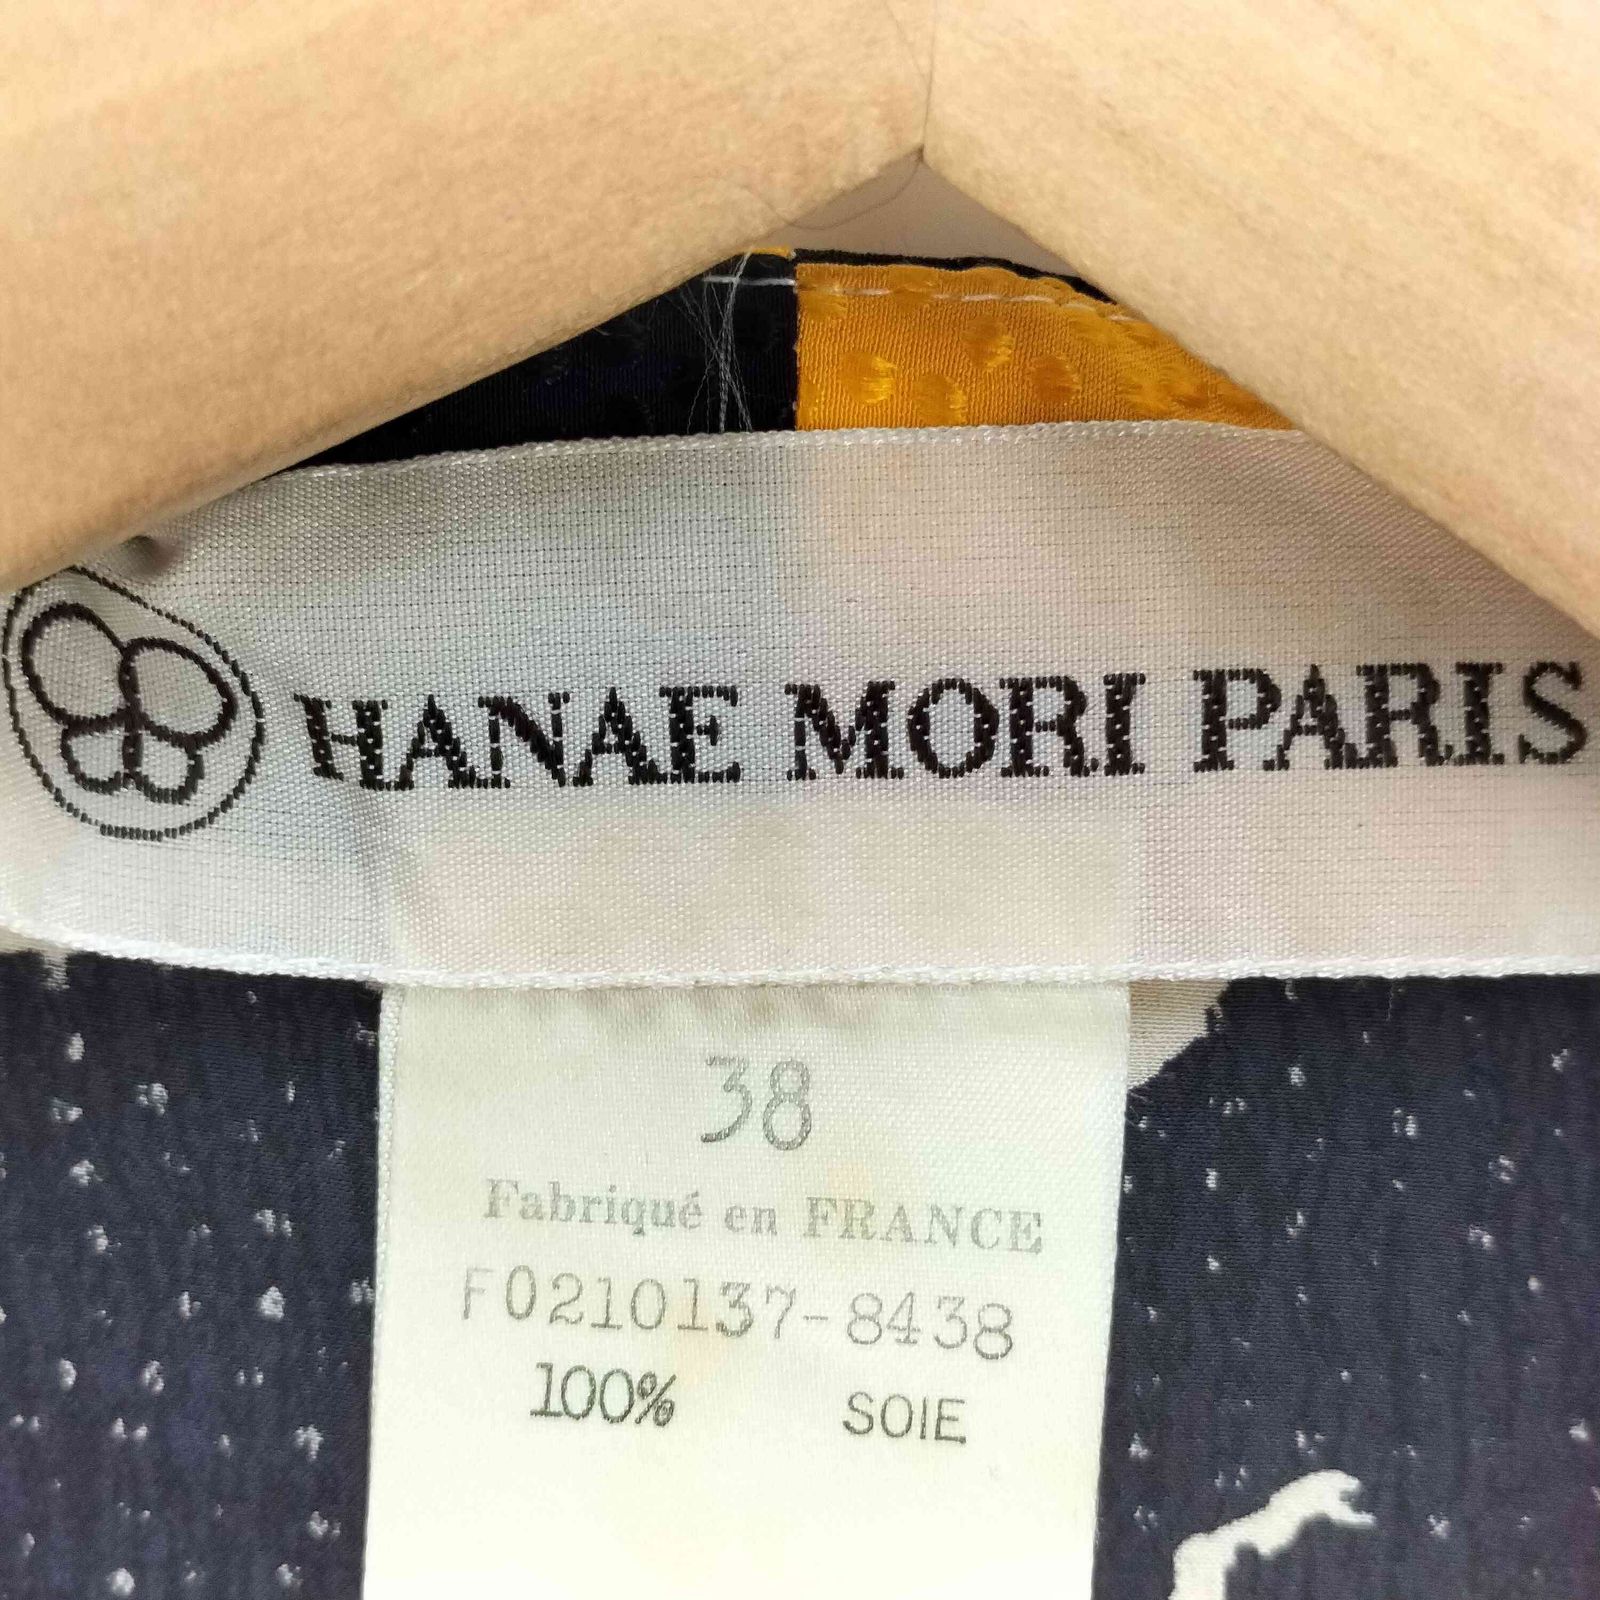 HANAE MORI PARIS
38
Fabriqué en FRANCE
F0210137-8438
100% SOIE